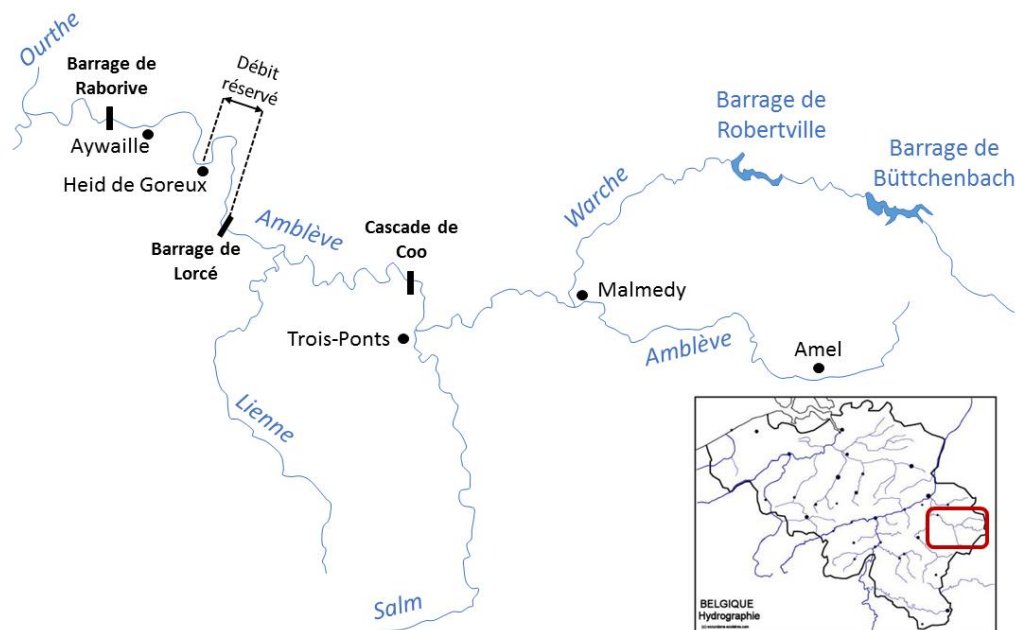 Ourthe
Barrage de
Raborive
Débit
réservé
Aywaille
Heid de Goreux
Barrage de
Robertville
Barrage de
Büttchenbach
Warche
Amblève
Cascade de
Coo
Barrage de
Lorcé
Malmedy
Trois-Ponts
Amblève
Amel
Lienne
Salm
BELGIQUE
Hydrographie